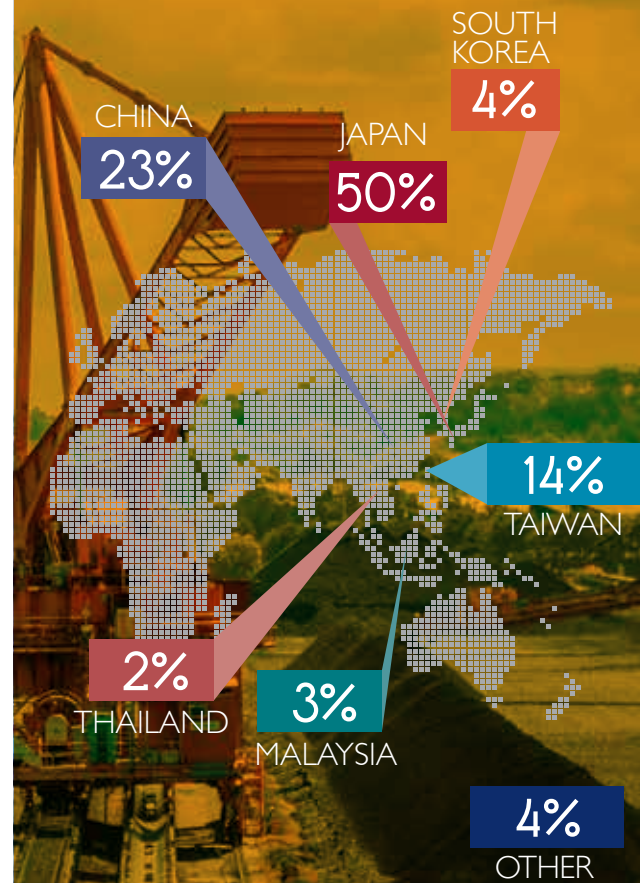 SOUTH
KOREA
4%
CHINA
23%
JAPAN
50%
14%
TAIWAN
2%
THAILAND
3%
MALAYSIA
4%
OTHER